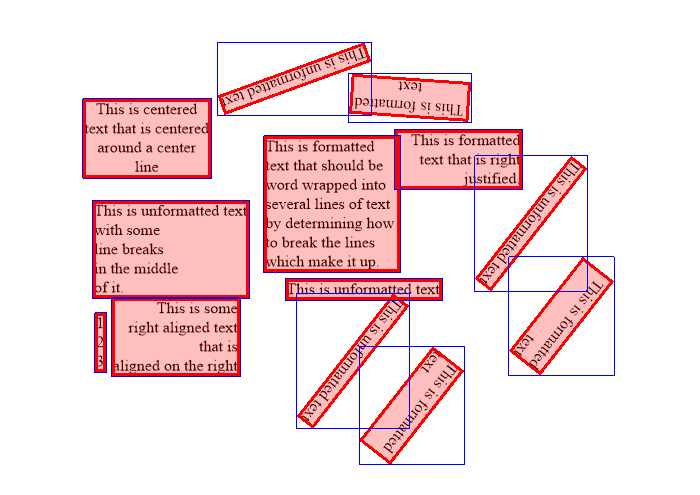 This is unformatted text
This is formatted
text
This is centered
text that is centered
around a center
line
This is formatted
text that should be
word wrapped into
several lines of text
by determining how
to break the lines
which make it up.
This is formatted
text that is right
justified.
This is unformatted text
This is unformatted text
with some
line breaks
in the middle
of it.
This is formatted
text
This is unformatted text
1
2
3
This is some
right aligned text
that is
aligned on the right
This is unformatted text
This is formatted
text